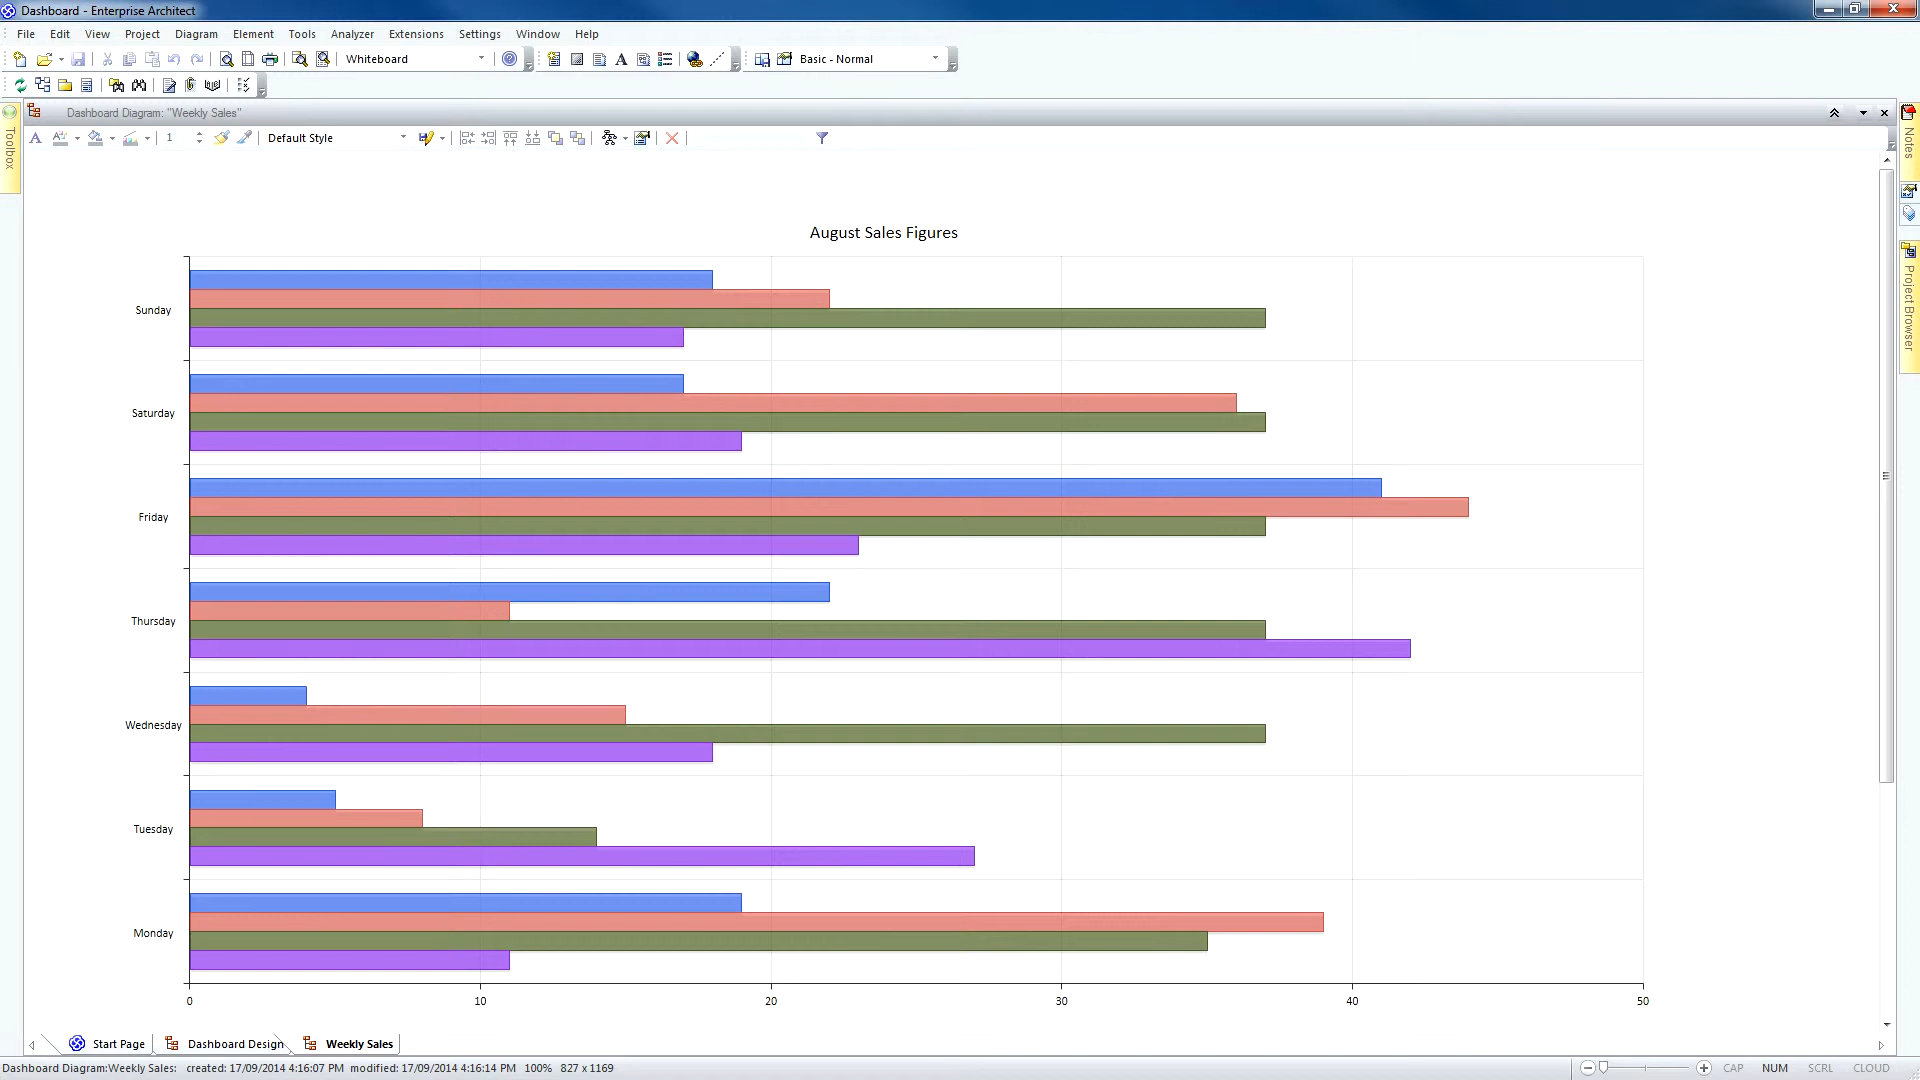 Dashboard - Enterprise Architect
File Edit View Project Diagram Element Tools Analyzer Extensions Settings Window Help
Whiteboard A Basic - Normal
Dashboard Diagram: "Weekly Sales"
A 1 Default Style
Toolbox
Notes
Project Browser
August Sales Figures
Sunday
Saturday
Friday
Thursday
Wednesday
Tuesday
Monday
0 10 20 30 40 50
Start Page Dashboard Design Weekly Sales
Dashboard Diagram:Weekly Sales: created: 17/09/2014 4:16:07 PM modified: 17/09/2014 4:16:14 PM 100% 827 x 1169 CAP NUM SCRL CLOUD